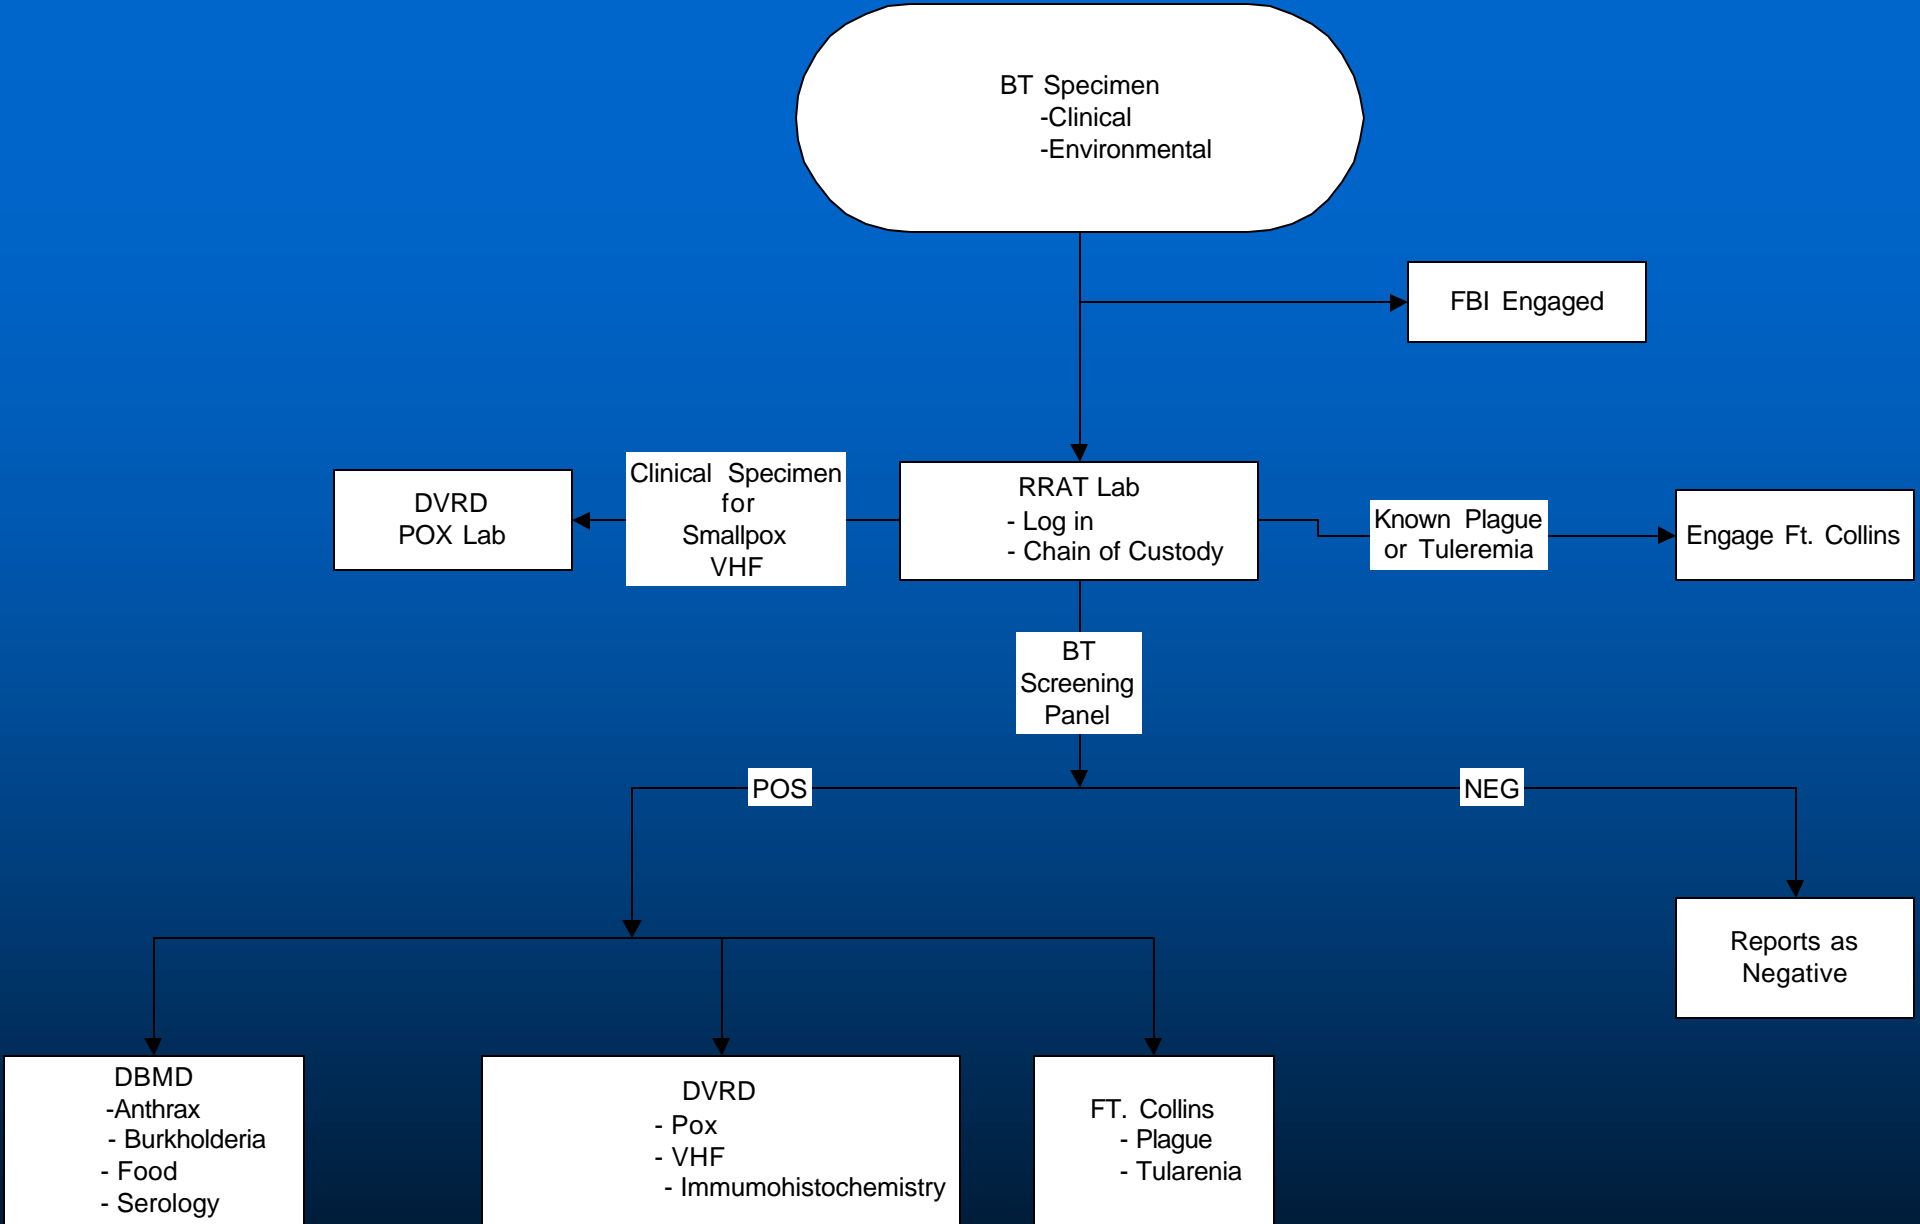 BT Specimen
-Clinical
-Environmental
FBI Engaged
DVRD
POX Lab
Clinical Specimen
for
Smallpox
VHF
RRAT Lab
- Log in
- Chain of Custody
Known Plague
or Tuleremia
Engage Ft. Collins
BT
Screening
Panel
POS
NEG
Reports as
Negative
DBMD
-Anthrax
- Burkholderia
- Food
- Serology
DVRD
- Pox
- VHF
- Immumohistochemistry
FT. Collins
- Plague
- Tularenia